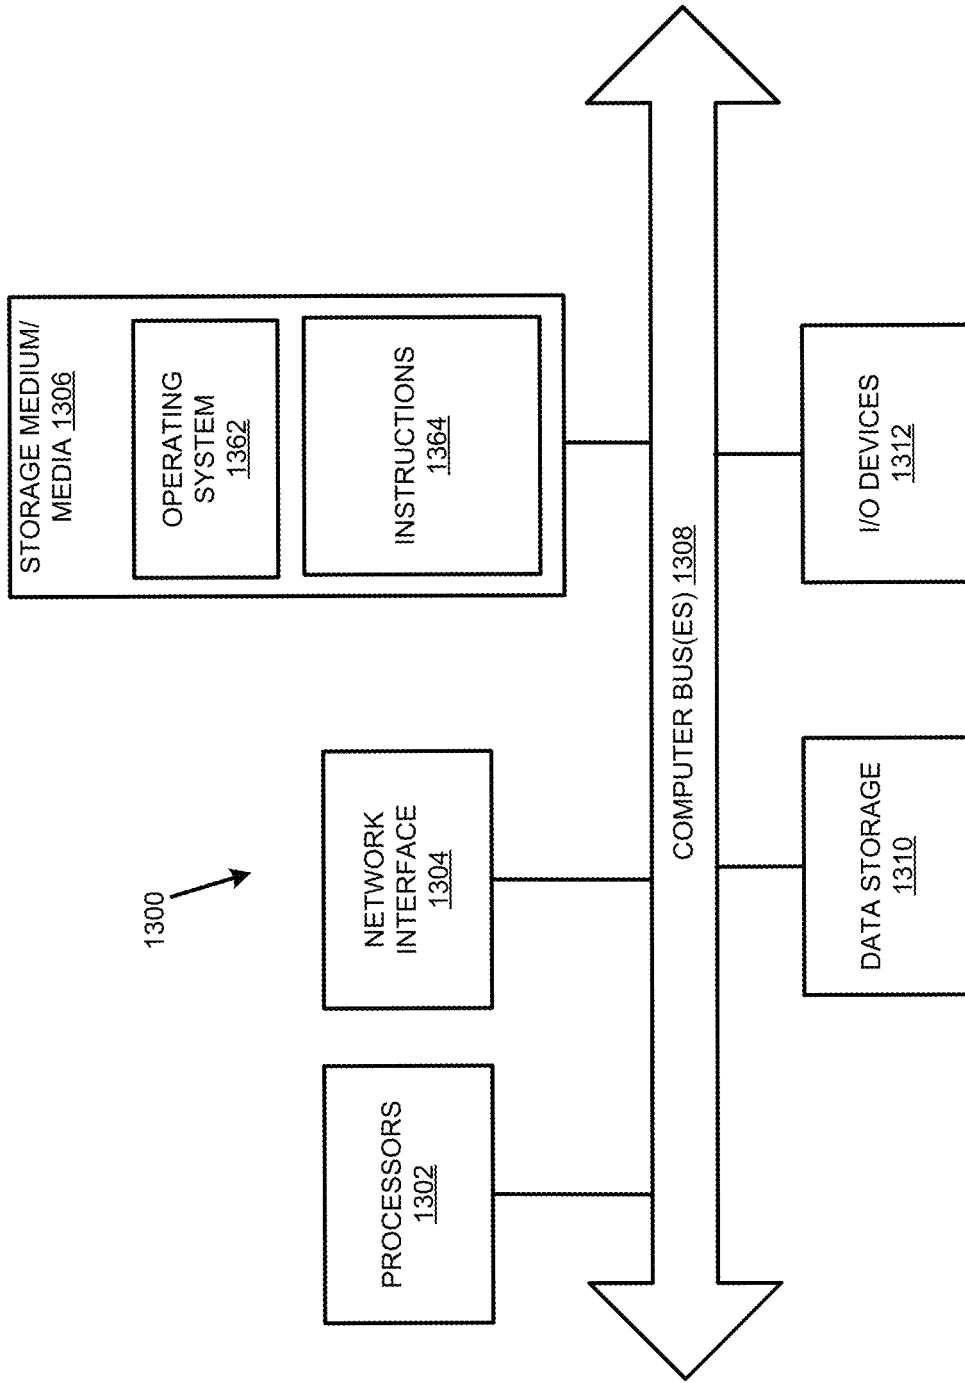 1300
PROCESSORS
1302
NETWORK
INTERFACE
1304
STORAGE MEDIUM/
MEDIA 1306
OPERATING
SYSTEM
1362
INSTRUCTIONS
1364
COMPUTER BUS(ES) 1308
DATA STORAGE
1310
I/O DEVICES
1312